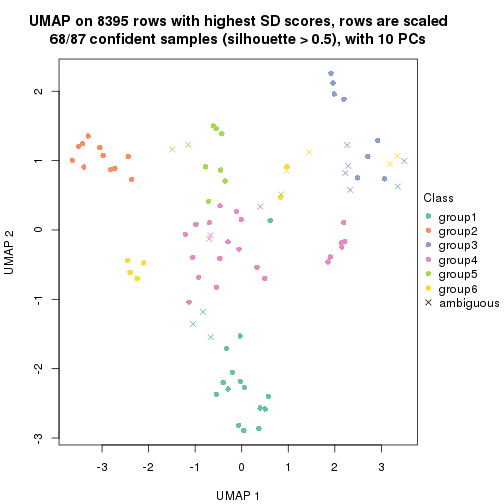 UMAP on 8395 rows with highest SD scores, rows are scaled
68/87 confident samples (silhouette > 0.5), with 10 PCs
2
1
0
-1
-2
-3
UMAP 2
-3
-2
-1
0
1
2
3
UMAP 1
Class
group1
group2
group3
group4
group5
group6
ambiguous